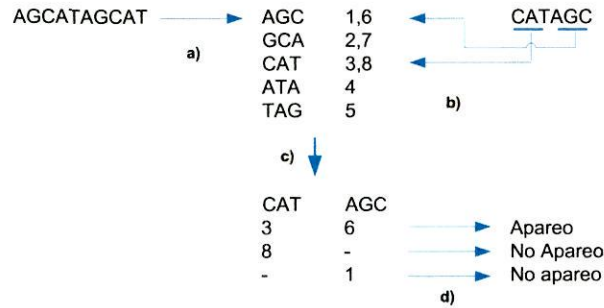 AGCATAGCAT AGC 1,6 CATAGC
GCA 2,7
a) CAT 3,8
ATA 4 b)
TAG 5
c)
CAT AGC
3 6 Apareo
8 - No Apareo
- 1 No apareo
d)